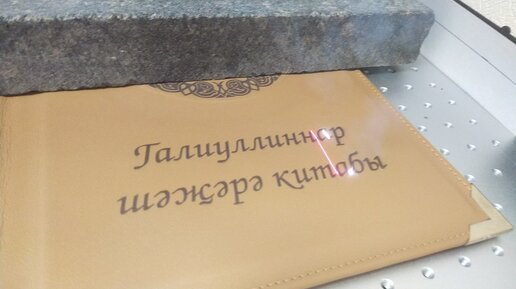 Галиуллиннар
шәҗәрә китабы